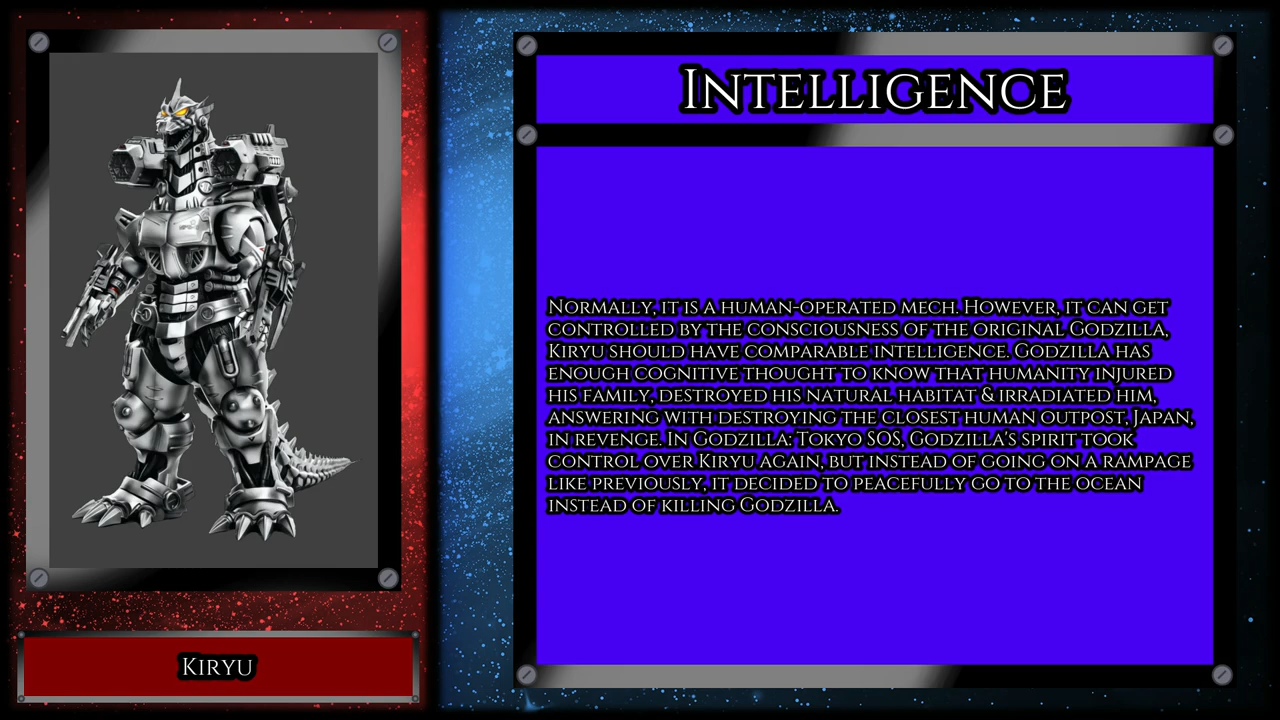 Intelligence
Normally, it is a human-operated mech. However, it can get
controlled by the consciousness of the original Godzilla,
Kiryu should have comparable intelligence. Godzilla has
enough cognitive thought to know that humanity injured
his family, destroyed his natural habitat & irradiated him,
answering with destroying the closest human outpost, Japan,
in revenge. In Godzilla: Tokyo SOS, Godzilla's spirit took
control over Kiryu again, but instead of going on a rampage
like previously, it decided to peacefully go to the ocean
instead of killing Godzilla.
Kiryu